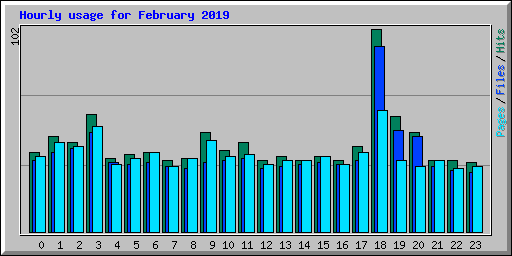 Hourly usage for February 2019
102
Pages / Files / Hits
0 1 2 3 4 5 6 7 8 9 10 11 12 13 14 15 16 17 18 19 20 21 22 23